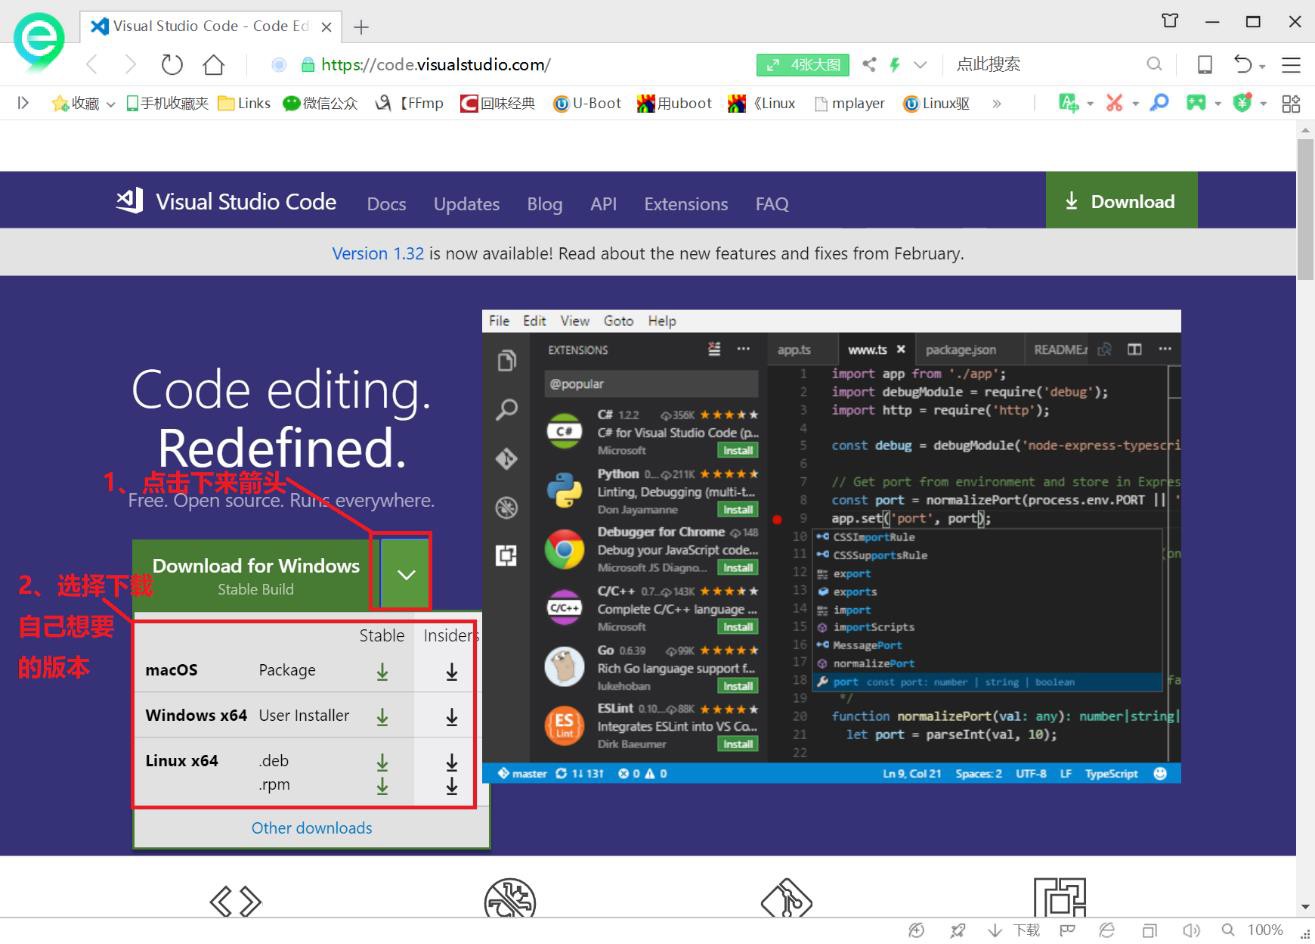 Visual Studio Code - Code Ed
https://code.visualstudio.com/
4张大图
点此搜索
收藏 手机收藏夹 Links 微信公众 【FFmp 回味经典 U-Boot 用uboot 《Linux mplayer Linux驱 »
Visual Studio Code Docs Updates Blog API Extensions FAQ Download
Version 1.32 is now available! Read about the new features and fixes from February.
Code editing.
Redefined.
1、点击下来箭头
Free. Open source. Runs everywhere.
Download for Windows
Stable Build
2、选择下载
自己想要
的版本
Stable Insiders
macOS Package
Windows x64 User Installer
Linux x64 .deb
.rpm
Other downloads
File Edit View Goto Help
EXTENSIONS
@popular
C# 1.2.2 356K
C# for Visual Studio Code (p...
Microsoft Install
Python 0... 211K
Linting, Debugging (multi-t...
Don Jayamanne Install
Debugger for Chrome 148
Debug your JavaScript code...
Microsoft JS Diagno... Install
C/C++ 0.7... 143K
Complete C/C++ language ...
Microsoft Install
Go 0.6.39 99K
Rich Go language support f...
lukehoban Install
ESLint 0.10... 88K
Integrates ESLint into VS Co...
Dirk Baeumer Install
app.ts www.ts package.json README.
1 import app from './app';
2 import debugModule = require('debug');
3 import http = require('http');
4
5 const debug = debugModule('node-express-typescri
6
7 // Get port from environment and store in Expres
8 const port = normalizePort(process.env.PORT || '
9 app.set('port', port);
10 CSSImportRule
11 CSSSupportsRule
12 export
13 exports
14 import
15 importScripts
16 MessagePort
17 normalizePort
18 port const port: number | string | boolean
19 */
20 function normalizePort(val: any): number|string|
21 let port = parseInt(val, 10);
22
master 1↓ 13↑ 0 0 Ln 9, Col 21 Spaces: 2 UTF-8 LF TypeScript
下载 100%